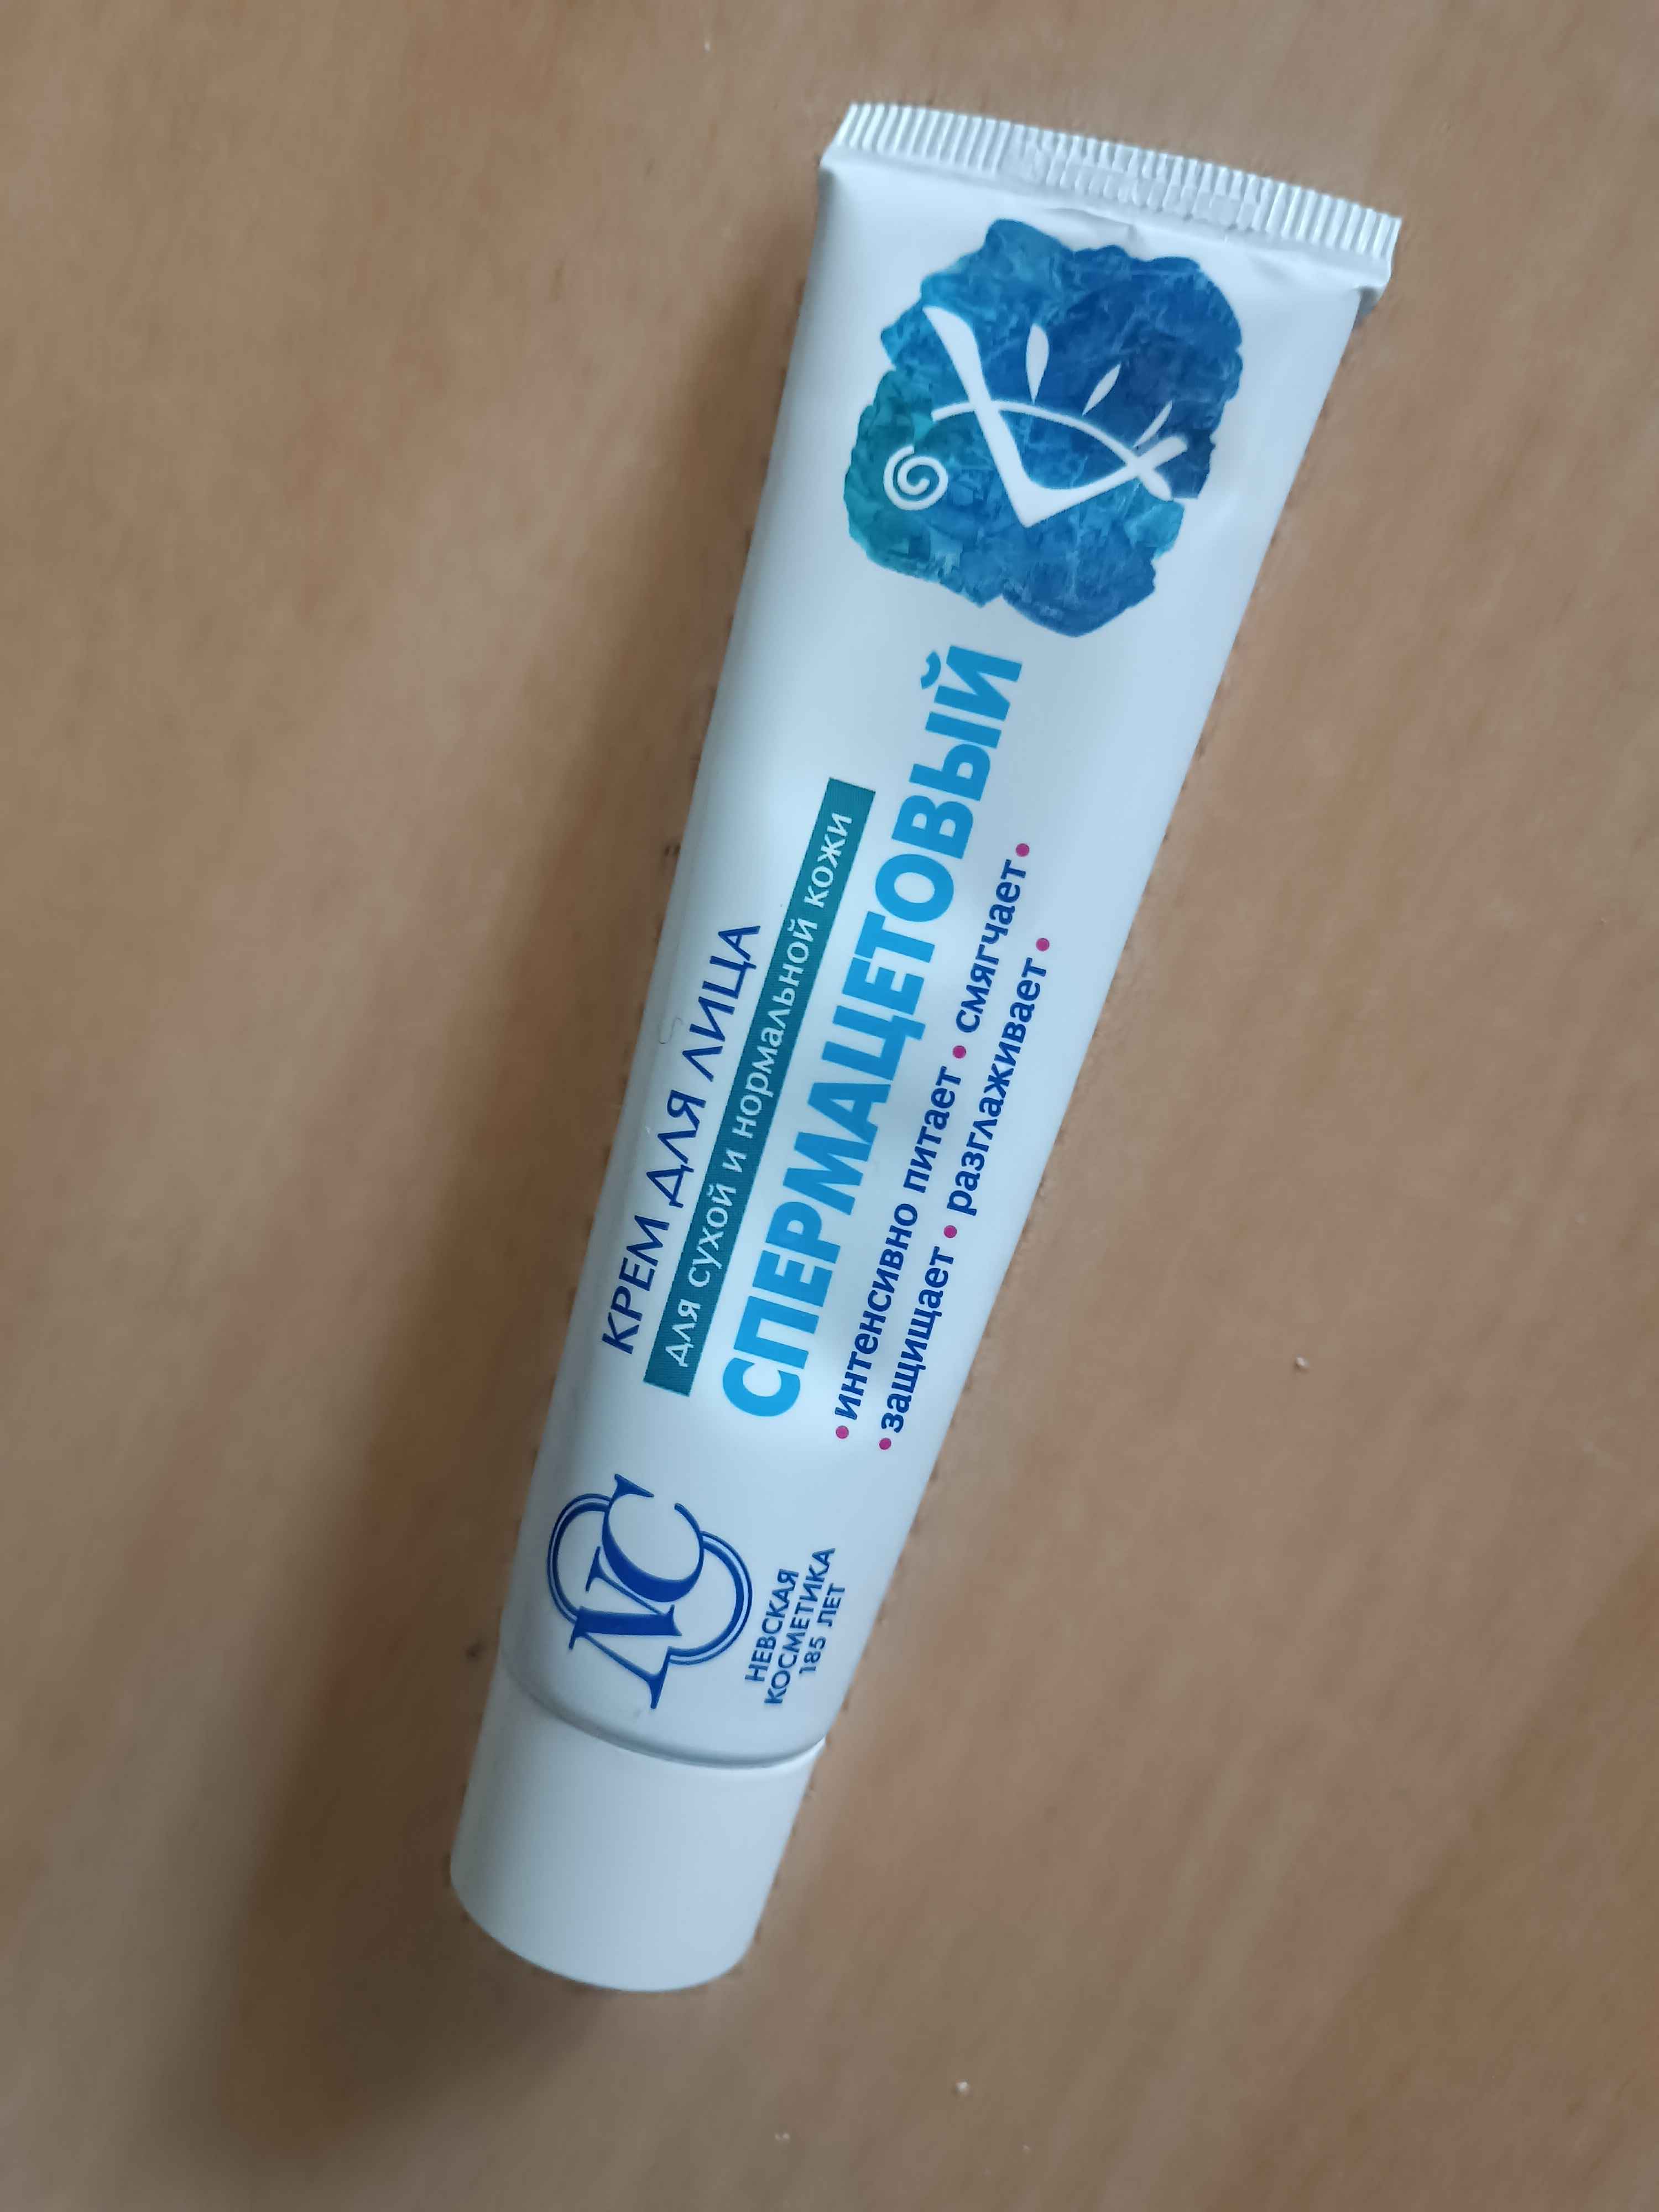 NC
НЕВСКАЯ
КОСМЕТИКА
185 ЛЕТ
КРЕМ ДЛЯ ЛИЦА
для сухой и нормальной кожи
СПЕРМАЦЕТОВЫЙ
• интенсивно питает • смягчает •
• защищает • разглаживает •